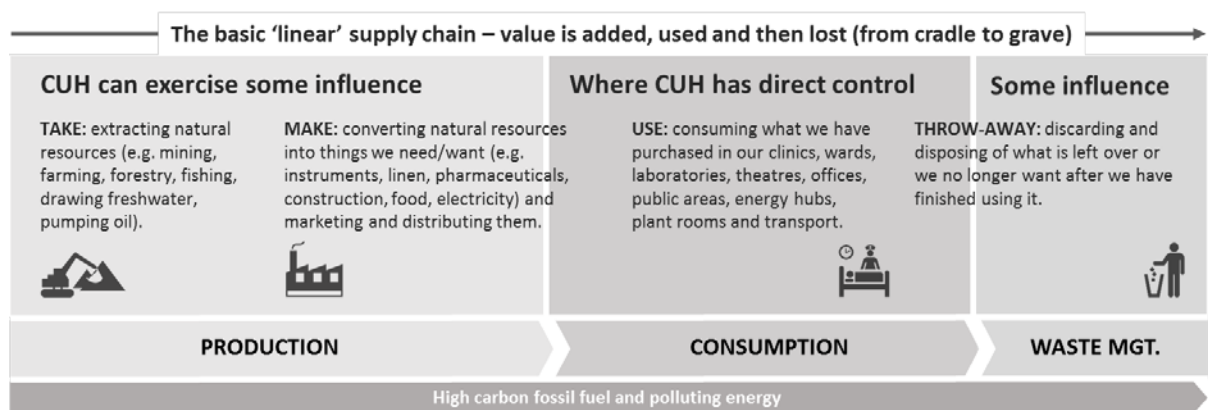 The basic ‘linear’ supply chain – value is added, used and then lost (from cradle to grave)
CUH can exercise some influence
TAKE: extracting natural
resources (e.g. mining,
farming, forestry, fishing,
drawing freshwater,
pumping oil).
MAKE: converting natural resources
into things we need/want (e.g.
instruments, linen, pharmaceuticals,
construction, food, electricity) and
marketing and distributing them.
Where CUH has direct control
USE: consuming what we have
purchased in our clinics, wards,
laboratories, theatres, offices,
public areas, energy hubs,
plant rooms and transport.
Some influence
THROW-AWAY: discarding and
disposing of what is left over or
we no longer want after we have
finished using it.
PRODUCTION
CONSUMPTION
WASTE MGT.
High carbon fossil fuel and polluting energy